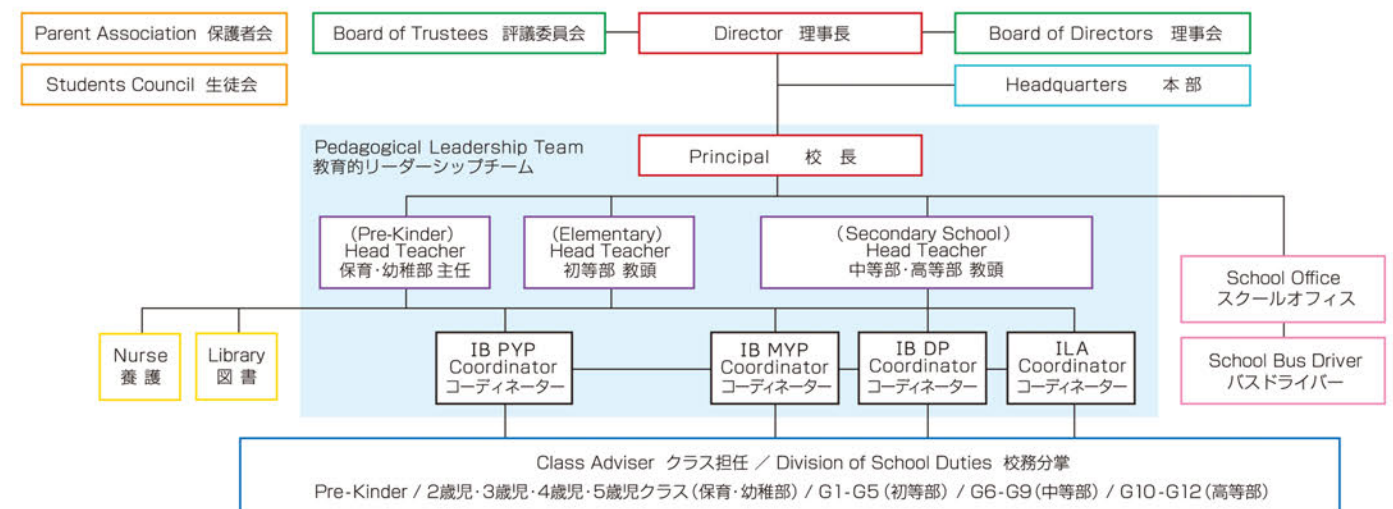 Parent Association 保護者会
Board of Trustees 評議委員会
Director 理事長
Board of Directors 理事会
Students Council 生徒会
Headquarters 本部
Pedagogical Leadership Team
教育的リーダーシップチーム
Principal 校長
(Pre-Kinder)
Head Teacher
保育・幼稚部 主任
(Elementary)
Head Teacher
初等部 教頭
(Secondary School)
Head Teacher
中等部・高等部 教頭
School Office
スクールオフィス
Nurse
養護
Library
図書
IB PYP
Coordinator
コーディネーター
IB MYP
Coordinator
コーディネーター
IB DP
Coordinator
コーディネーター
ILA
Coordinator
コーディネーター
School Bus Driver
バスドライバー
Class Adviser クラス担任 / Division of School Duties 校務分掌
Pre-Kinder / 2歳児・3歳児・4歳児・5歳児クラス(保育・幼稚部) / G1-G5(初等部) / G6-G9(中等部) / G10-G12(高等部)